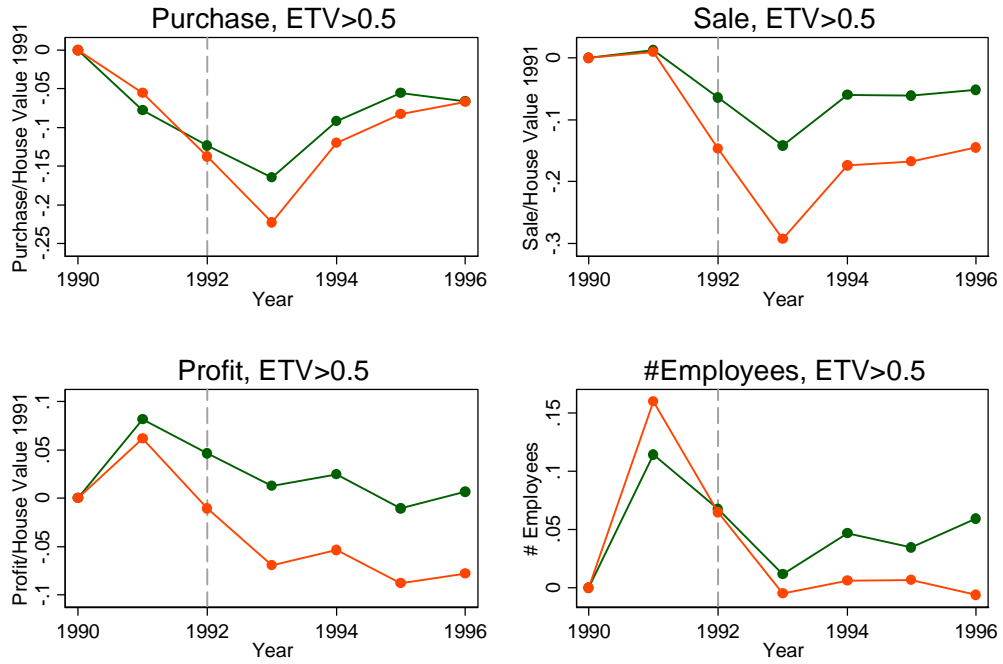 Purchase, ETV>0.5
Purchase/House Value 1991
0
-.05
-.1
-.15
-.2
-.25
1990
1992
1994
1996
Year
Sale, ETV>0.5
Sale/House Value 1991
0
-.1
-.2
-.3
1990
1992
1994
1996
Year
Profit, ETV>0.5
Profit/House Value 1991
.1
.05
0
-.05
-.1
1990
1992
1994
1996
Year
#Employees, ETV>0.5
# Employees
.15
.1
.05
0
1990
1992
1994
1996
Year